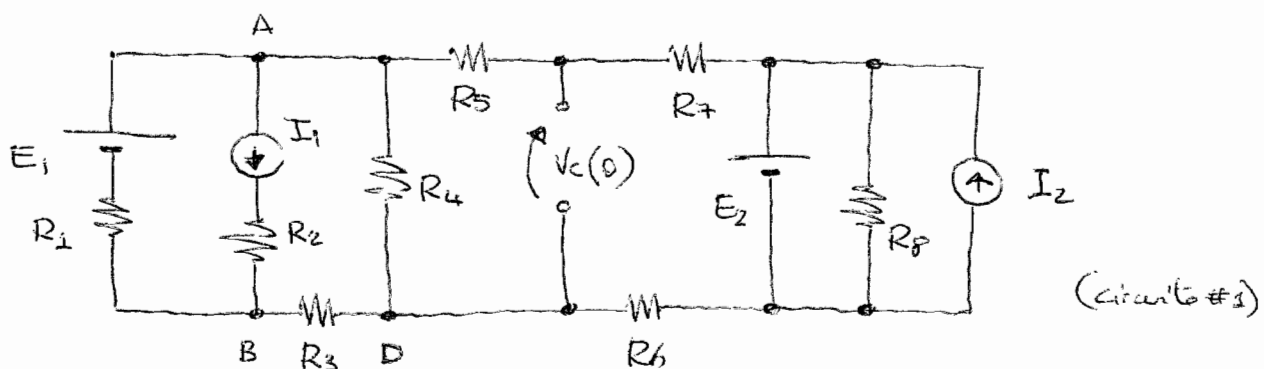 A
R5
R7
E1
I1
R4
Vc(0)
E2
R8
I2
R1
R2
(circuito #1)
B
R3
D
R6